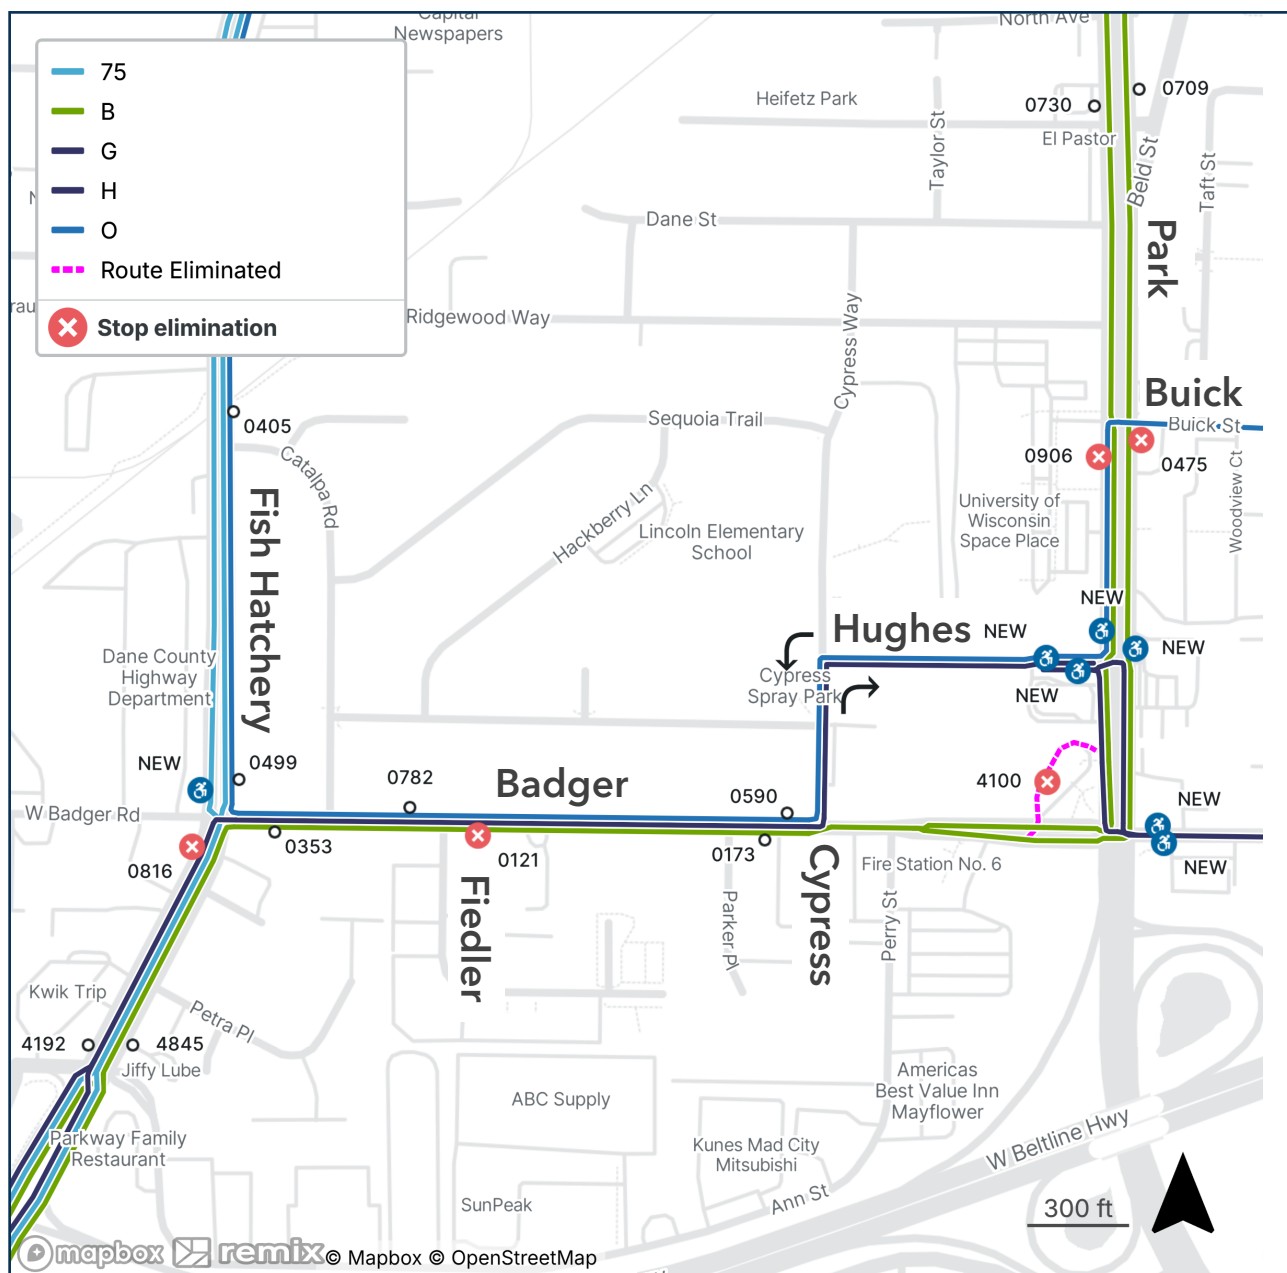 Capital
Newspapers
North Ave
75
B
G
H
O
Route Eliminated
Stop elimination
Heifetz Park
0730
0709
El Pastor
Taylor St
Beld St
Taft St
Dane St
Park
Ridgewood Way
Cypress Way
Buick
Buick St
0405
Sequoia Trail
0906
0475
Catalpa Rd
Fish Hatchery
Hackberry Ln
Lincoln Elementary
School
University of
Wisconsin
Space Place
Woodview Ct
NEW
Hughes
NEW
NEW
Dane County
Highway
Department
Cypress
Spray Park
NEW
NEW
0499
0782
Badger
0590
4100
NEW
W Badger Rd
0353
0816
0121
0173
Fire Station No. 6
NEW
Fiedler
Parker Pl
Cypress
Perry St
Kwik Trip
Petra Pl
4192
4845
Jiffy Lube
ABC Supply
Americas
Best Value Inn
Mayflower
Parkway Family
Restaurant
Kunes Mad City
Mitsubishi
W Beltline Hwy
SunPeak
Ann St
300 ft
mapbox remix © Mapbox © OpenStreetMap